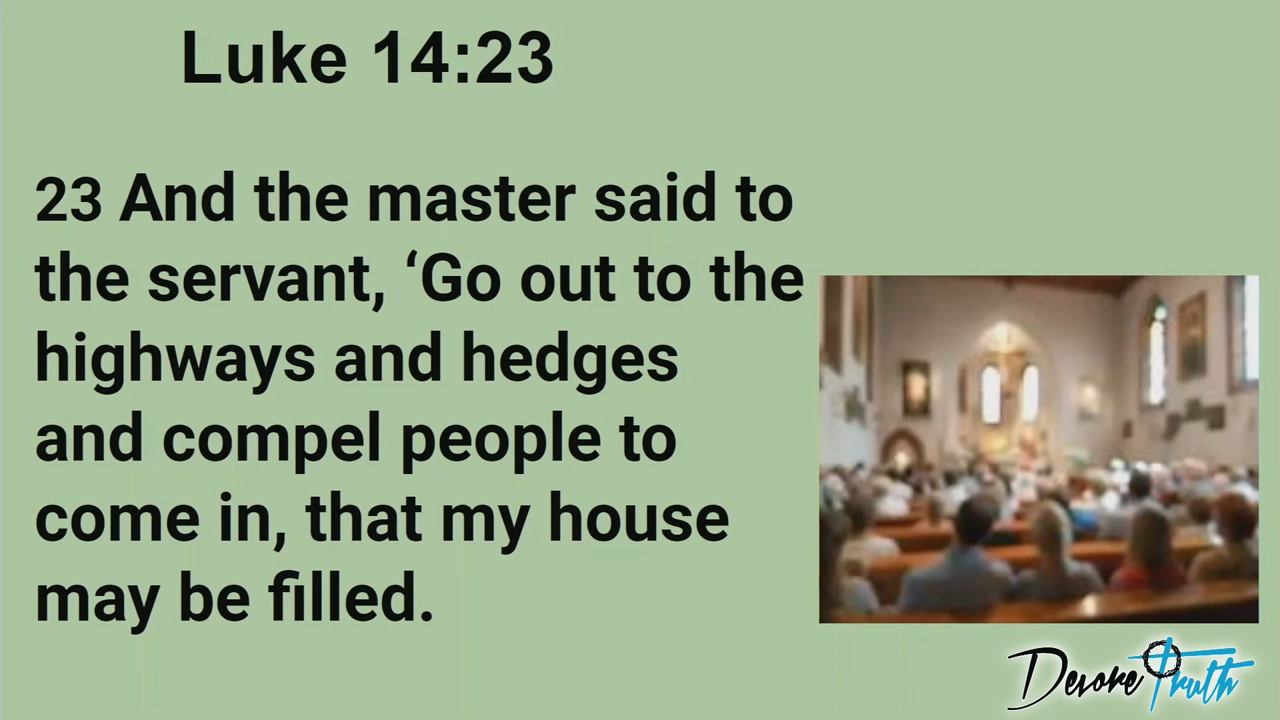 Luke 14:23
23 And the master said to
the servant, ‘Go out to the
highways and hedges
and compel people to
come in, that my house
may be filled.
Devore Truth